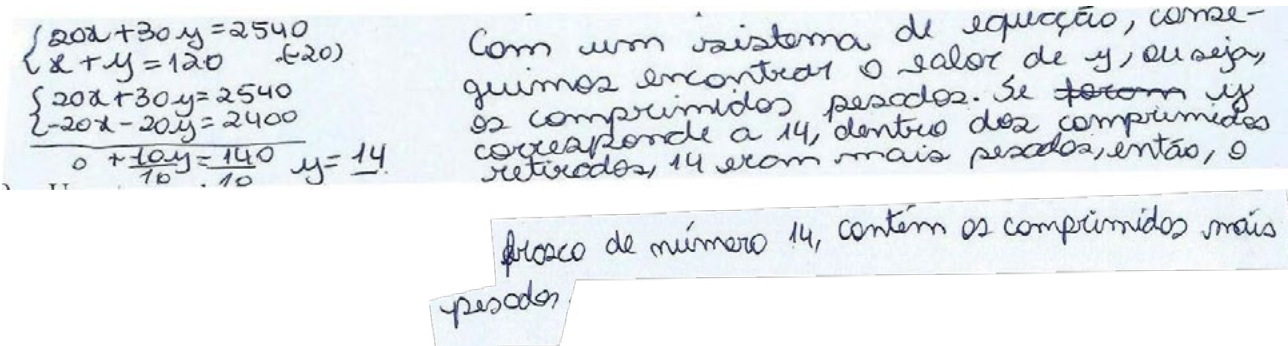 20x+30y=2540
x+y=120 (-20)
20x+30y=2540
-20x-20y=2400
0 + 10y/10 = 140/10 y=14.
Com um sistema de equação, conse-
guimos encontrar o valor de y, ou seja,
os comprimidos pesados. Se foram y
corresponde a 14, dentro dos comprimidos
retirados, 14 eram mais pesados, então, o
frasco de número 14, contém os comprimidos mais
pesados.